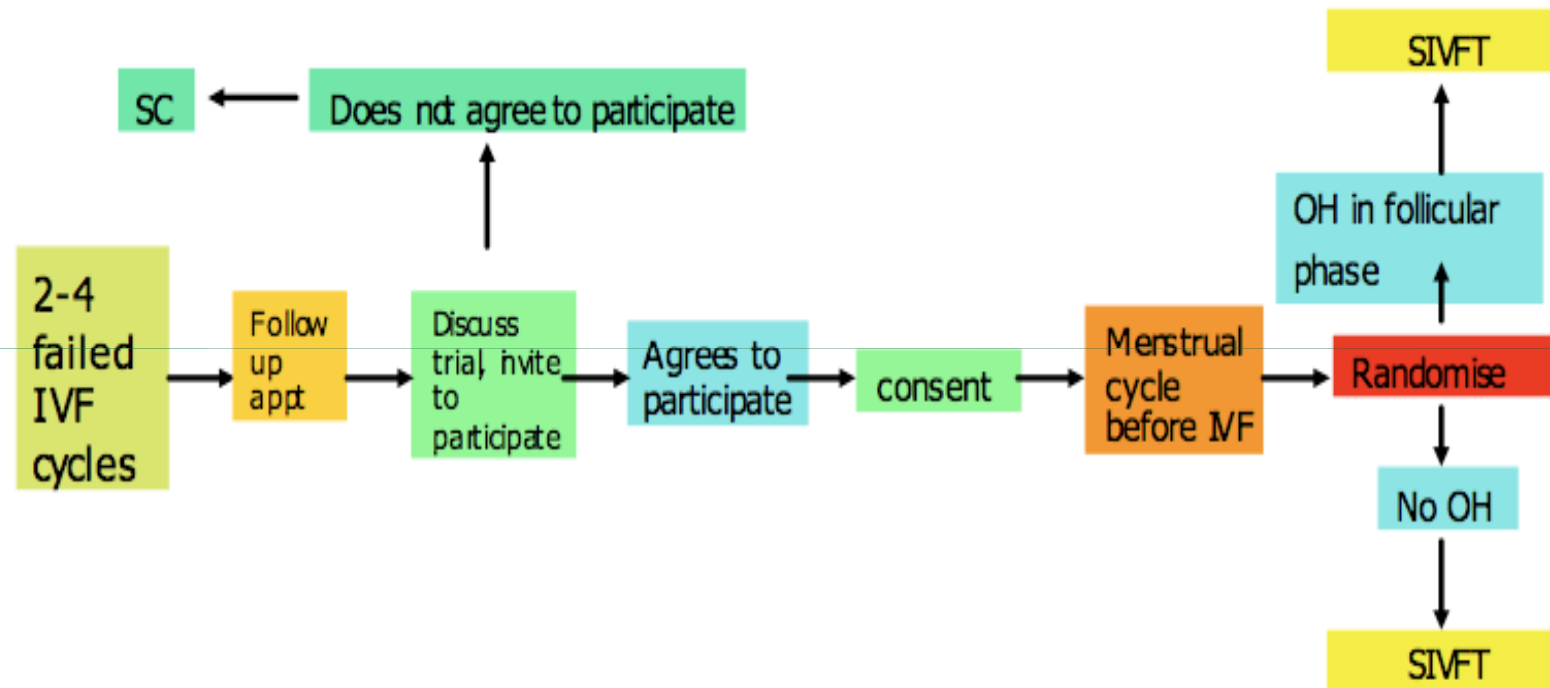 SIVFT
SC
Does not agree to participate
OH in follicular
phase
2-4
failed
IVF
cycles
Follow
up
appt
Discuss
trial, invite
to
participate
Agrees to
participate
consent
Menstrual
cycle
before IVF
Randomise
No OH
SIVFT